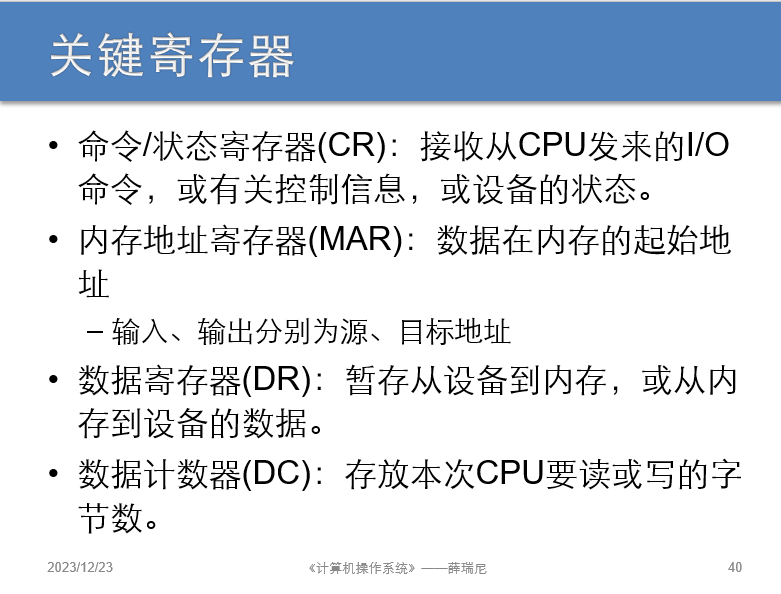 关键寄存器
• 命令/状态寄存器(CR)：接收从CPU发来的I/O
命令，或有关控制信息，或设备的状态。
• 内存地址寄存器(MAR)：数据在内存的起始地
址
– 输入、输出分别为源、目标地址
• 数据寄存器(DR)：暂存从设备到内存，或从内
存到设备的数据。
• 数据计数器(DC)：存放本次CPU要读或写的字
节数。
2023/12/23 《计算机操作系统》——薛瑞尼 40